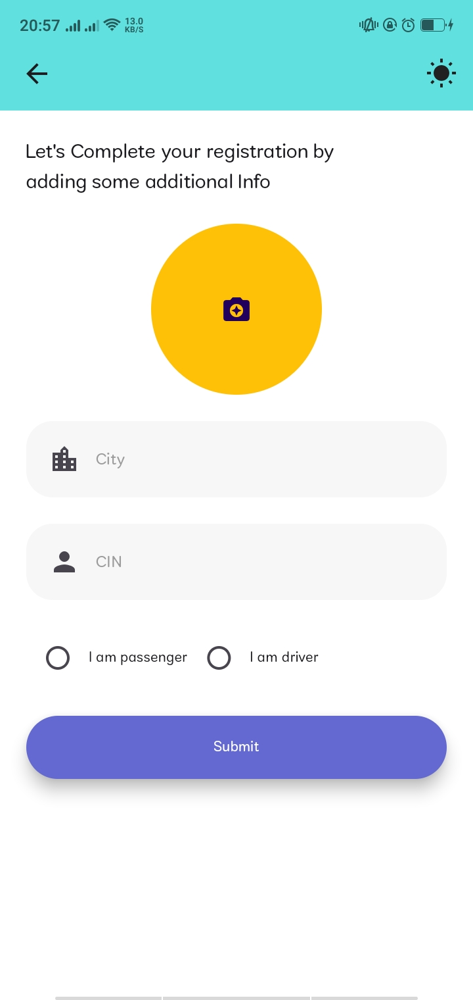 20:57 13.0 KB/S
Let's Complete your registration by
adding some additional Info
City
CIN
I am passenger I am driver
Submit